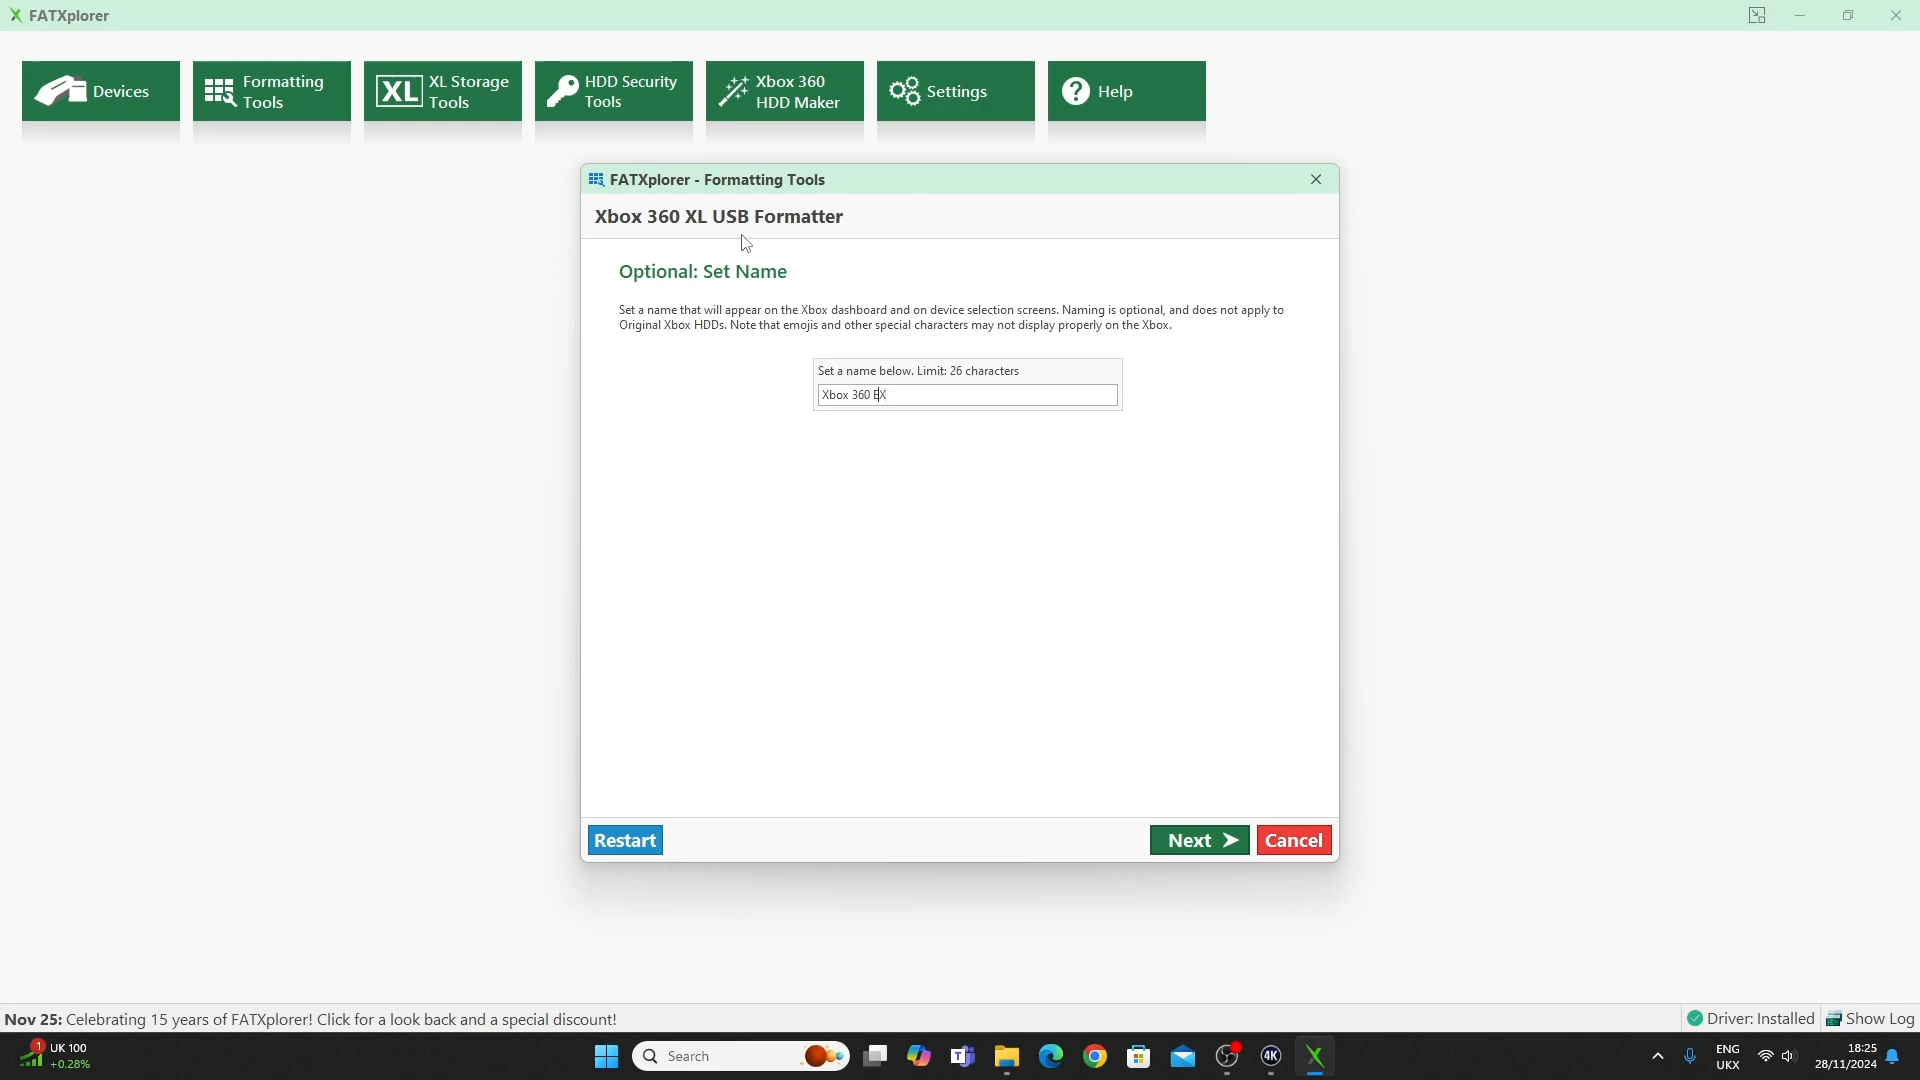 FATXplorer
Devices
Formatting
Tools
XL
XL Storage
Tools
HDD Security
Tools
Xbox 360
HDD Maker
Settings
?
Help
FATXplorer - Formatting Tools
Xbox 360 XL USB Formatter
Optional: Set Name
Set a name that will appear on the Xbox dashboard and on device selection screens. Naming is optional, and does not apply to
Original Xbox HDDs. Note that emojis and other special characters may not display properly on the Xbox.
Set a name below. Limit: 26 characters
Xbox 360 EX
Restart
Next
Cancel
Nov 25: Celebrating 15 years of FATXplorer! Click for a look back and a special discount!
Driver: Installed
Show Log
1
UK 100
+0.28%
Search
T
4K
ENG
UKX
18:25
28/11/2024